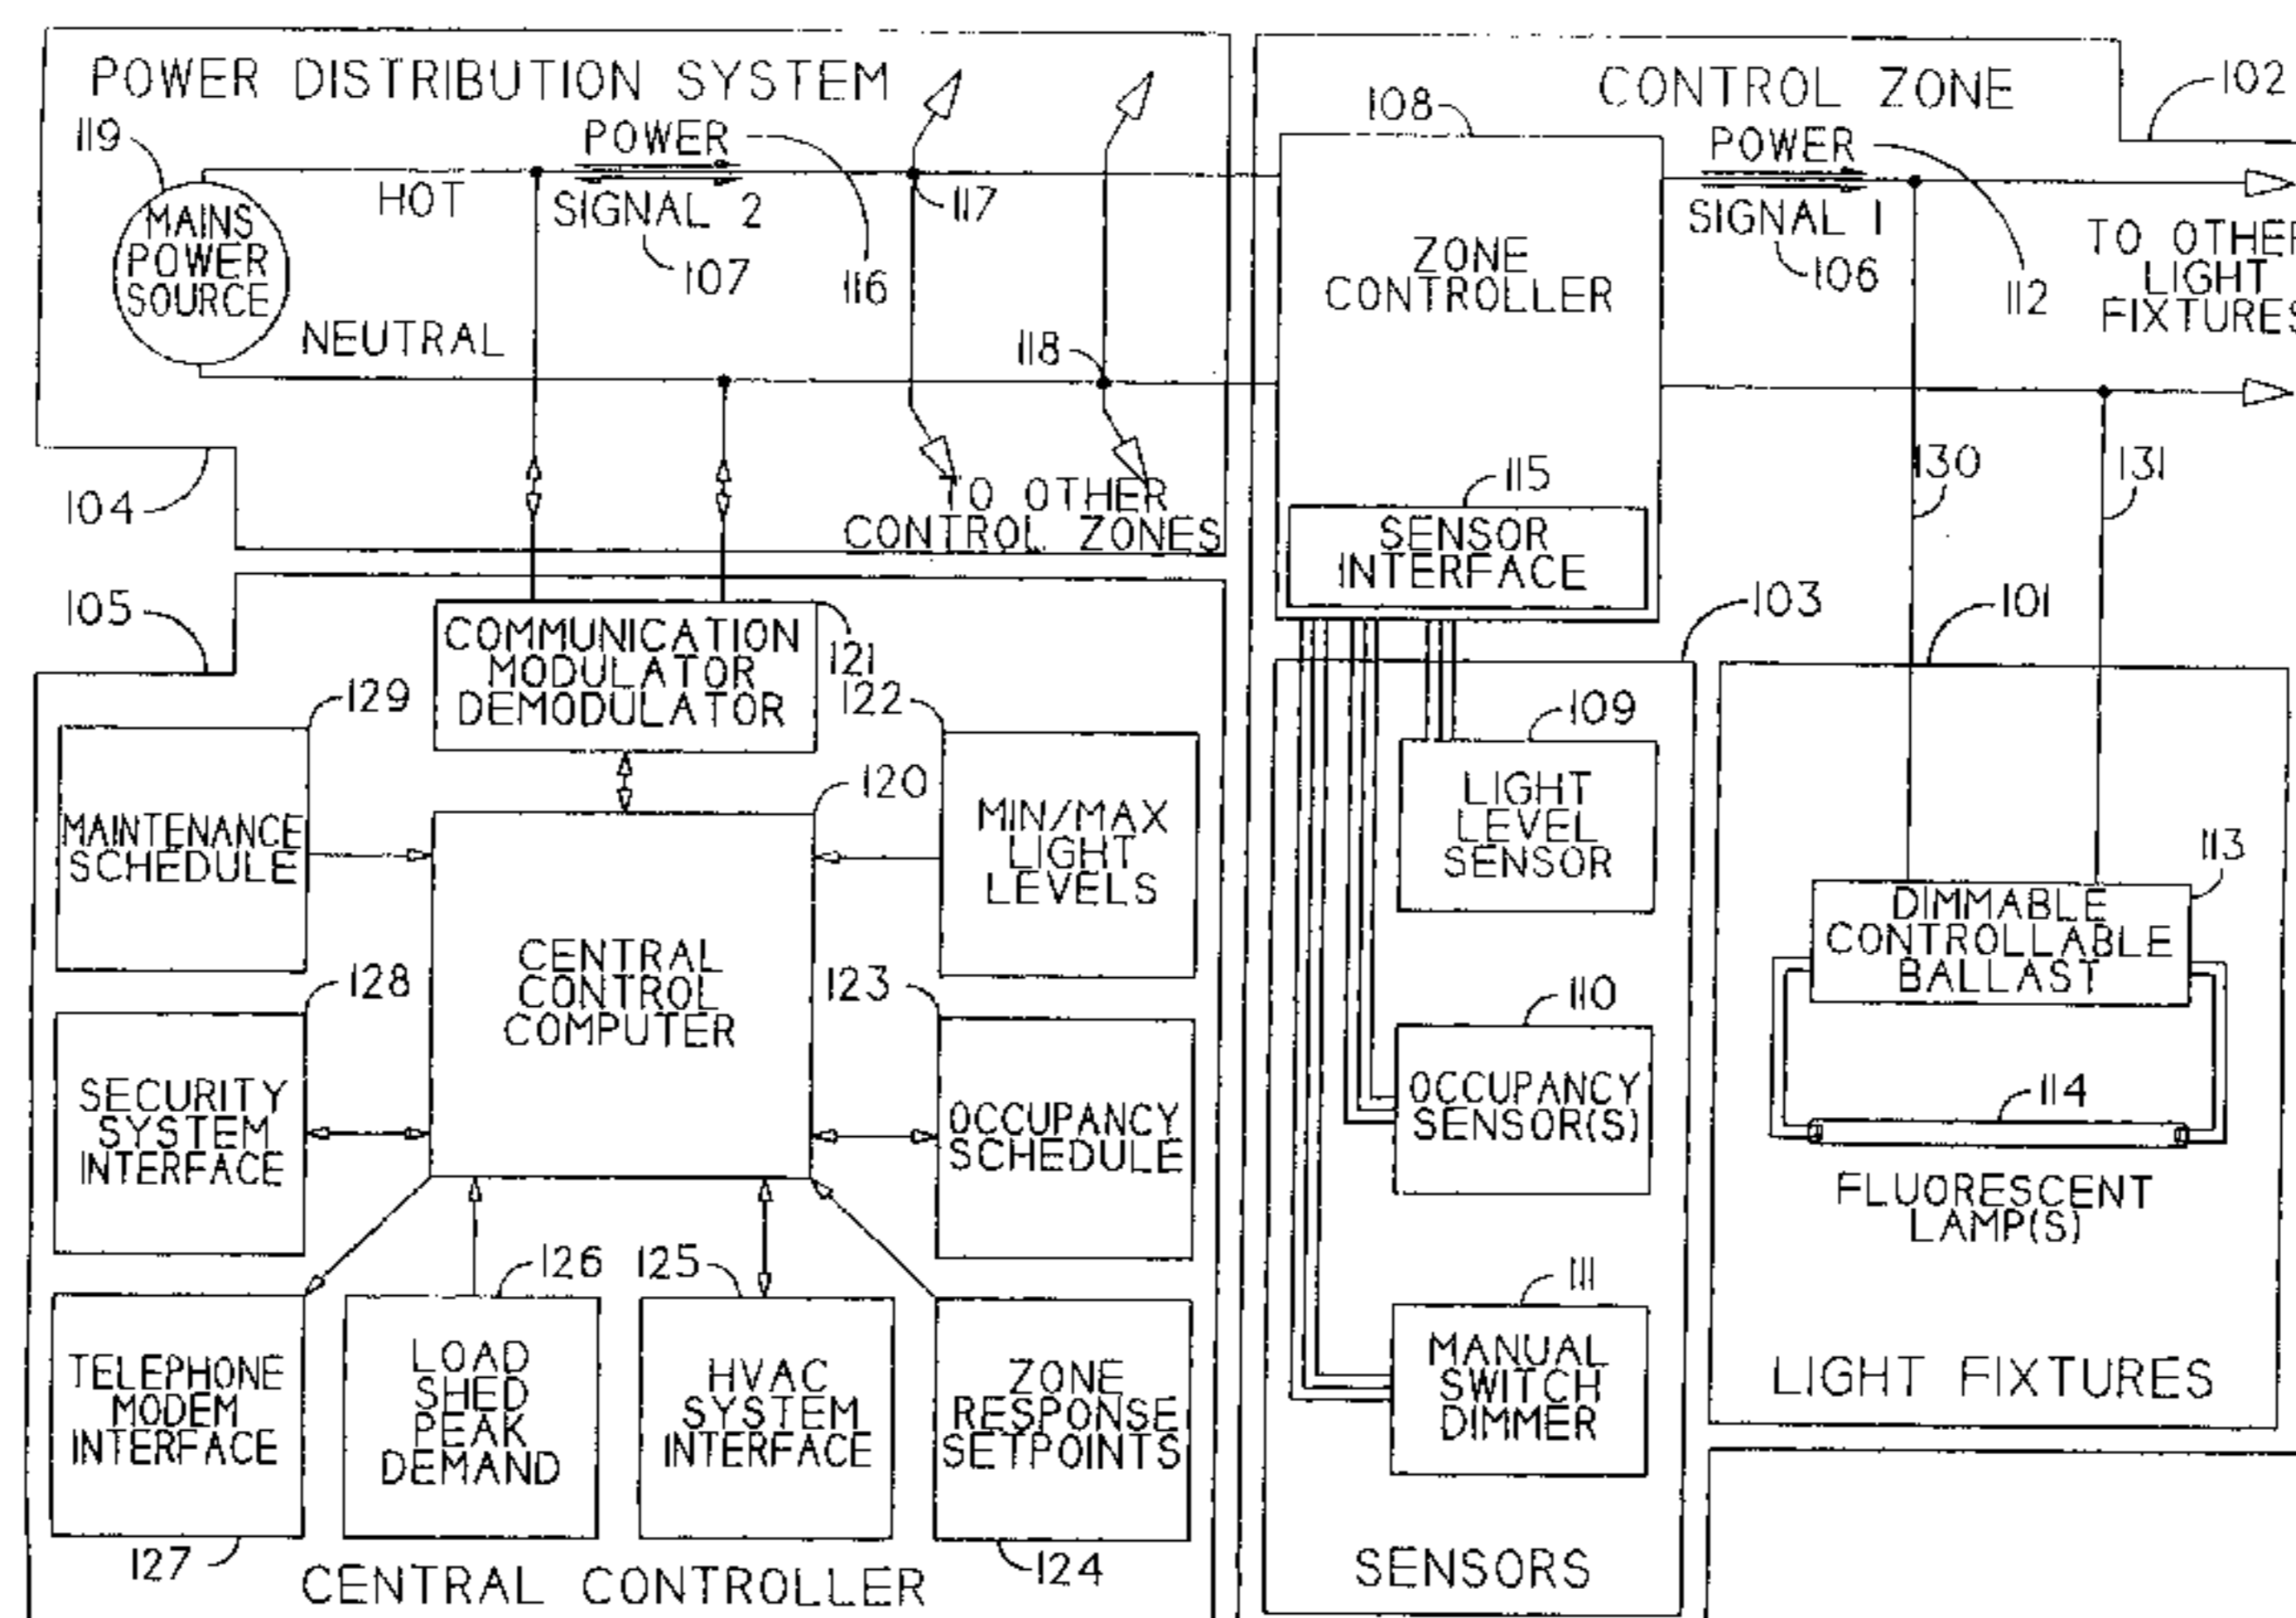 POWER DISTRIBUTION SYSTEM
119
POWER
116
HOT
SIGNAL 2
107
117
MAINS
POWER
SOURCE
NEUTRAL
118
104
TO OTHER
CONTROL ZONES
CONTROL ZONE
102
108
ZONE
CONTROLLER
POWER
112
SIGNAL 1
106
TO OTHER
LIGHT
FIXTURES
130
131
115
SENSOR
INTERFACE
105
COMMUNICATION
MODULATOR
DEMODULATOR
121
129
MAINTENANCE
SCHEDULE
122
MIN/MAX
LIGHT
LEVELS
120
CENTRAL
CONTROL
COMPUTER
128
SECURITY
SYSTEM
INTERFACE
123
OCCUPANCY
SCHEDULE
TELEPHONE
MODEM
INTERFACE
127
126
LOAD
SHED
PEAK
DEMAND
125
HVAC
SYSTEM
INTERFACE
ZONE
RESPONSE
SETPOINTS
124
CENTRAL CONTROLLER
103
109
LIGHT
LEVEL
SENSOR
110
OCCUPANCY
SENSOR(S)
111
MANUAL
SWITCH
DIMMER
SENSORS
101
113
DIMMABLE
CONTROLLABLE
BALLAST
114
FLUORESCENT
LAMP(S)
LIGHT FIXTURES